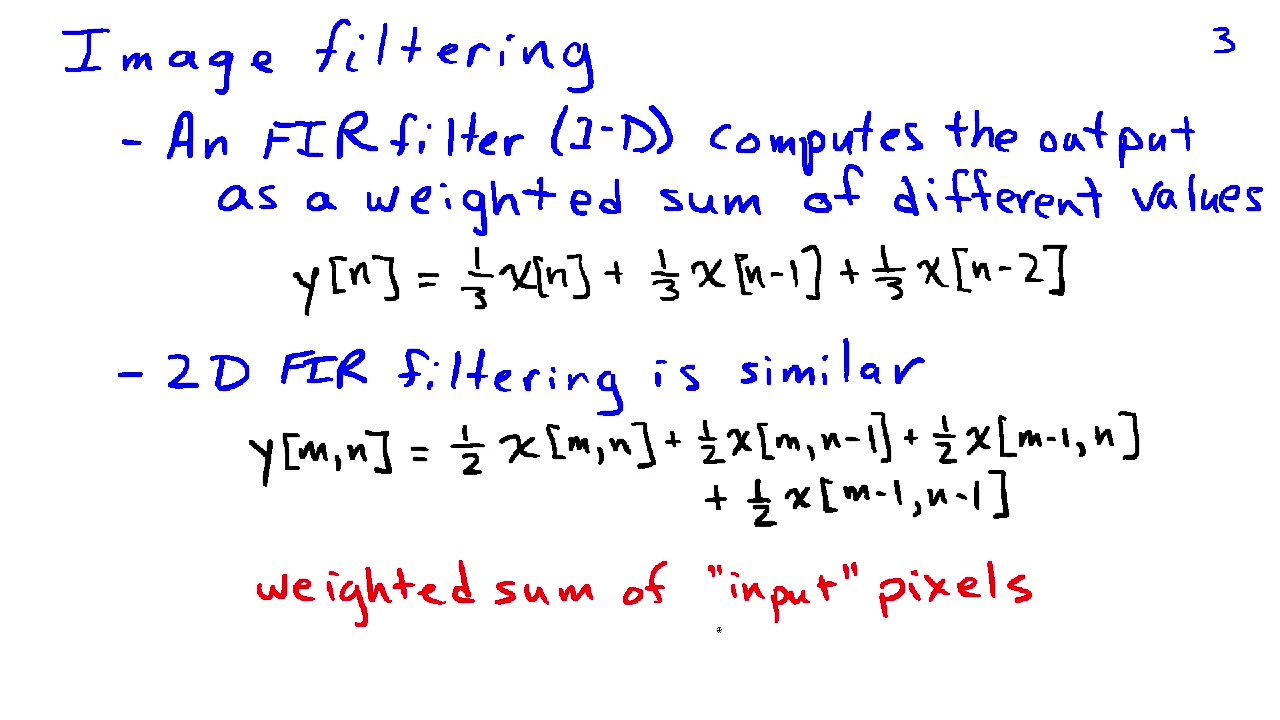 Image filtering 3
- An FIR filter (1-D) computes the output
as a weighted sum of different values
y[n] = 1/3 x[n] + 1/3 x[n-1] + 1/3 x[n-2]
- 2D FIR filtering is similar
y[m,n] = 1/2 x[m,n] + 1/2 x[m,n-1] + 1/2 x[m-1,n]
+ 1/2 x[m-1,n-1]
weighted sum of "input" pixels